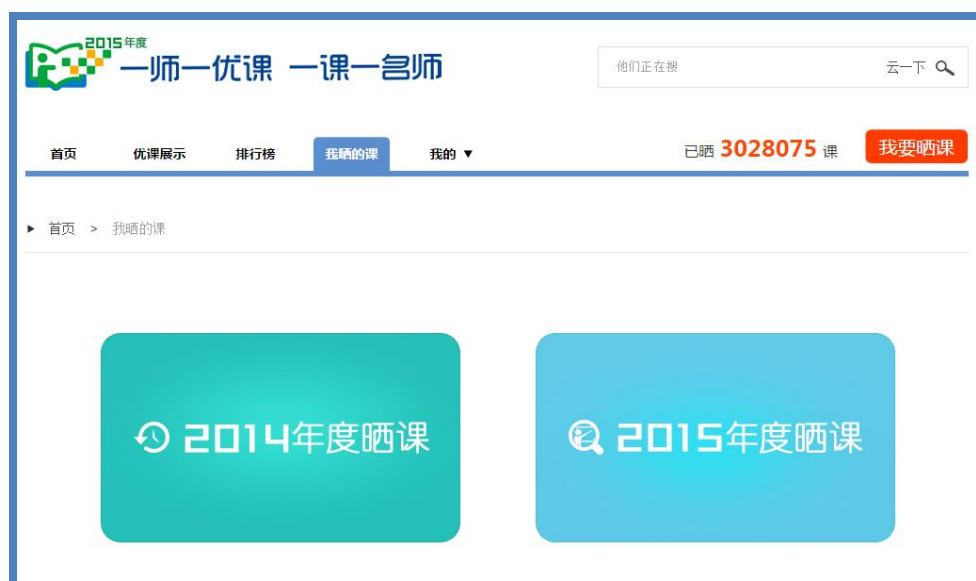 2015年度
一师一优课 一课一名师
他们正在搜 云一下
首页 优课展示 排行榜 我晒的课 我的 ▼ 已晒 3028075 课 我要晒课
首页 > 我晒的课
2014年度晒课 2015年度晒课